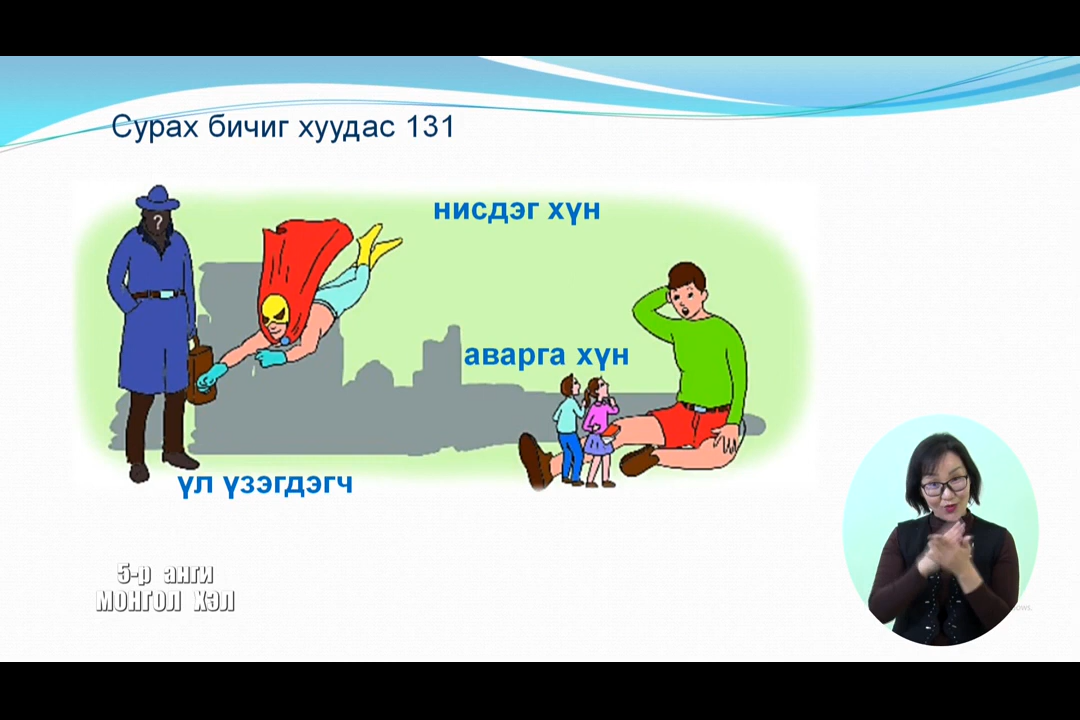 Сурах бичиг хуудас 131
?
нисдэг хүн
аварга хүн
үл үзэгдэгч
5-р анги
МОНГОЛ ХЭЛ